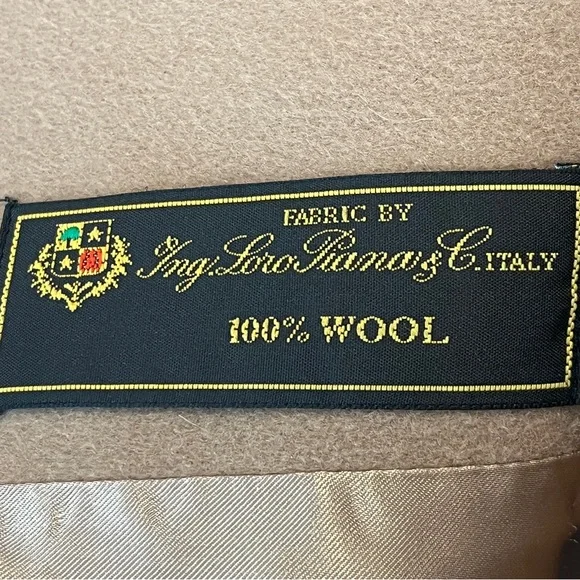 FABRIC BY
Ing. Loro Piana & C. ITALY
100% WOOL